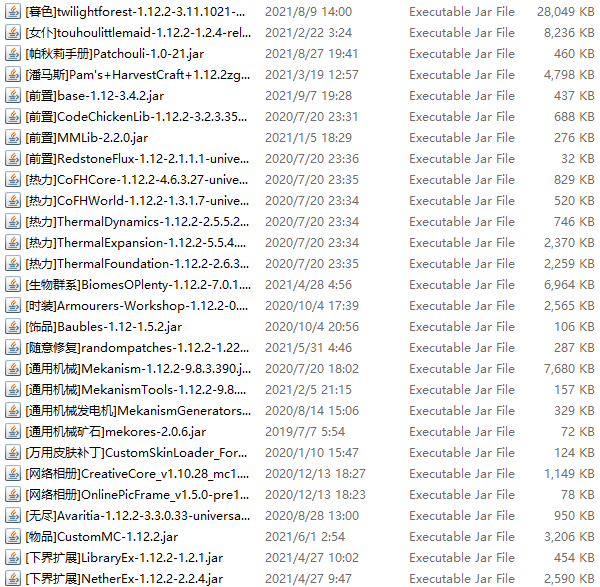 [暮色]twilightforest-1.12.2-3.11.1021-... 2021/8/9 14:00 Executable Jar File 28,049 KB
[女仆]touhoulittlemaid-1.12.2-1.2.4-rel... 2021/2/22 3:24 Executable Jar File 8,236 KB
[帕秋莉手册]Patchouli-1.0-21.jar 2021/8/27 19:41 Executable Jar File 460 KB
[潘马斯]Pam's+HarvestCraft+1.12.2zg... 2021/3/19 12:57 Executable Jar File 4,798 KB
[前置]base-1.12-3.4.2.jar 2021/9/7 19:28 Executable Jar File 437 KB
[前置]CodeChickenLib-1.12.2-3.2.3.35... 2020/7/20 23:31 Executable Jar File 688 KB
[前置]MMLib-2.2.0.jar 2021/1/5 18:29 Executable Jar File 276 KB
[前置]RedstoneFlux-1.12-2.1.1.1-unive... 2020/7/20 23:36 Executable Jar File 32 KB
[热力]CoFHCore-1.12.2-4.6.3.27-unive... 2020/7/20 23:35 Executable Jar File 829 KB
[热力]CoFHWorld-1.12.2-1.3.1.7-unive... 2020/7/20 23:34 Executable Jar File 520 KB
[热力]ThermalDynamics-1.12.2-2.5.5.2... 2020/7/20 23:34 Executable Jar File 746 KB
[热力]ThermalExpansion-1.12.2-5.5.4.... 2020/7/20 23:34 Executable Jar File 2,370 KB
[热力]ThermalFoundation-1.12.2-2.6.3... 2020/7/20 23:35 Executable Jar File 2,259 KB
[生物群系]BiomesOPlenty-1.12.2-7.0.1.... 2021/4/28 4:56 Executable Jar File 6,964 KB
[时装]Armourers-Workshop-1.12.2-0.... 2020/10/4 17:39 Executable Jar File 2,565 KB
[饰品]Baubles-1.12-1.5.2.jar 2020/10/4 20:56 Executable Jar File 106 KB
[随意修复]randompatches-1.12.2-1.22... 2021/5/31 4:46 Executable Jar File 287 KB
[通用机械]Mekanism-1.12.2-9.8.3.390.j... 2020/7/20 18:02 Executable Jar File 7,680 KB
[通用机械]MekanismTools-1.12.2-9.8.... 2021/2/5 21:15 Executable Jar File 157 KB
[通用机械发电机]MekanismGenerators... 2020/8/14 15:06 Executable Jar File 329 KB
[通用机械矿石]mekores-2.0.6.jar 2019/7/7 5:54 Executable Jar File 72 KB
[万用皮肤补丁]CustomSkinLoader_For... 2020/1/10 15:47 Executable Jar File 124 KB
[网络相册]CreativeCore_v1.10.28_mc1.... 2020/12/13 18:27 Executable Jar File 1,149 KB
[网络相册]OnlinePicFrame_v1.5.0-pre1... 2020/12/13 18:23 Executable Jar File 78 KB
[无尽]Avaritia-1.12.2-3.3.0.33-universa... 2020/8/28 13:00 Executable Jar File 950 KB
[物品]CustomMC-1.12.2.jar 2021/6/1 2:54 Executable Jar File 3,206 KB
[下界扩展]LibraryEx-1.12.2-1.2.1.jar 2021/4/27 10:02 Executable Jar File 454 KB
[下界扩展]NetherEx-1.12.2-2.2.4.jar 2021/4/27 9:47 Executable Jar File 2,590 KB